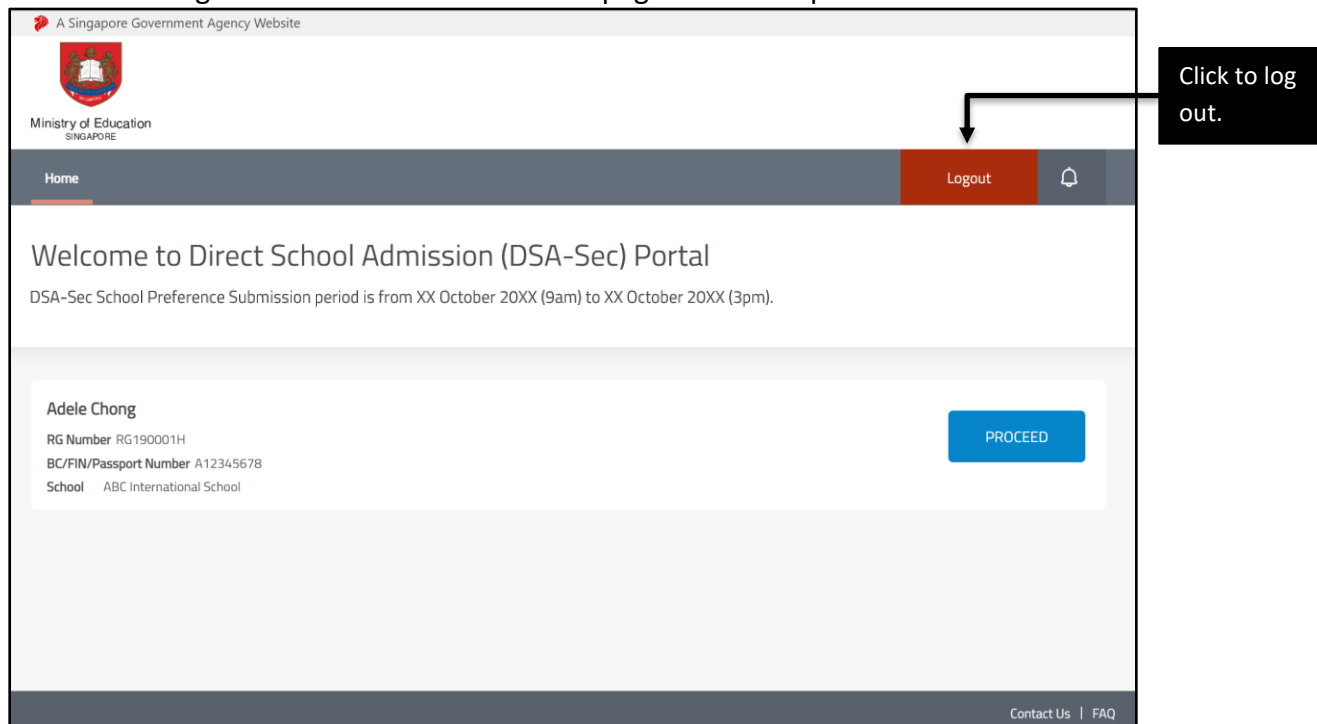 A Singapore Government Agency Website
Ministry of Education
SINGAPORE
Click to log
out.
Home
Logout
Welcome to Direct School Admission (DSA-Sec) Portal
DSA-Sec School Preference Submission period is from XX October 20XX (9am) to XX October 20XX (3pm).
Adele Chong
RG Number RG190001H
BC/FIN/Passport Number A12345678
School ABC International School
PROCEED
Contact Us | FAQ